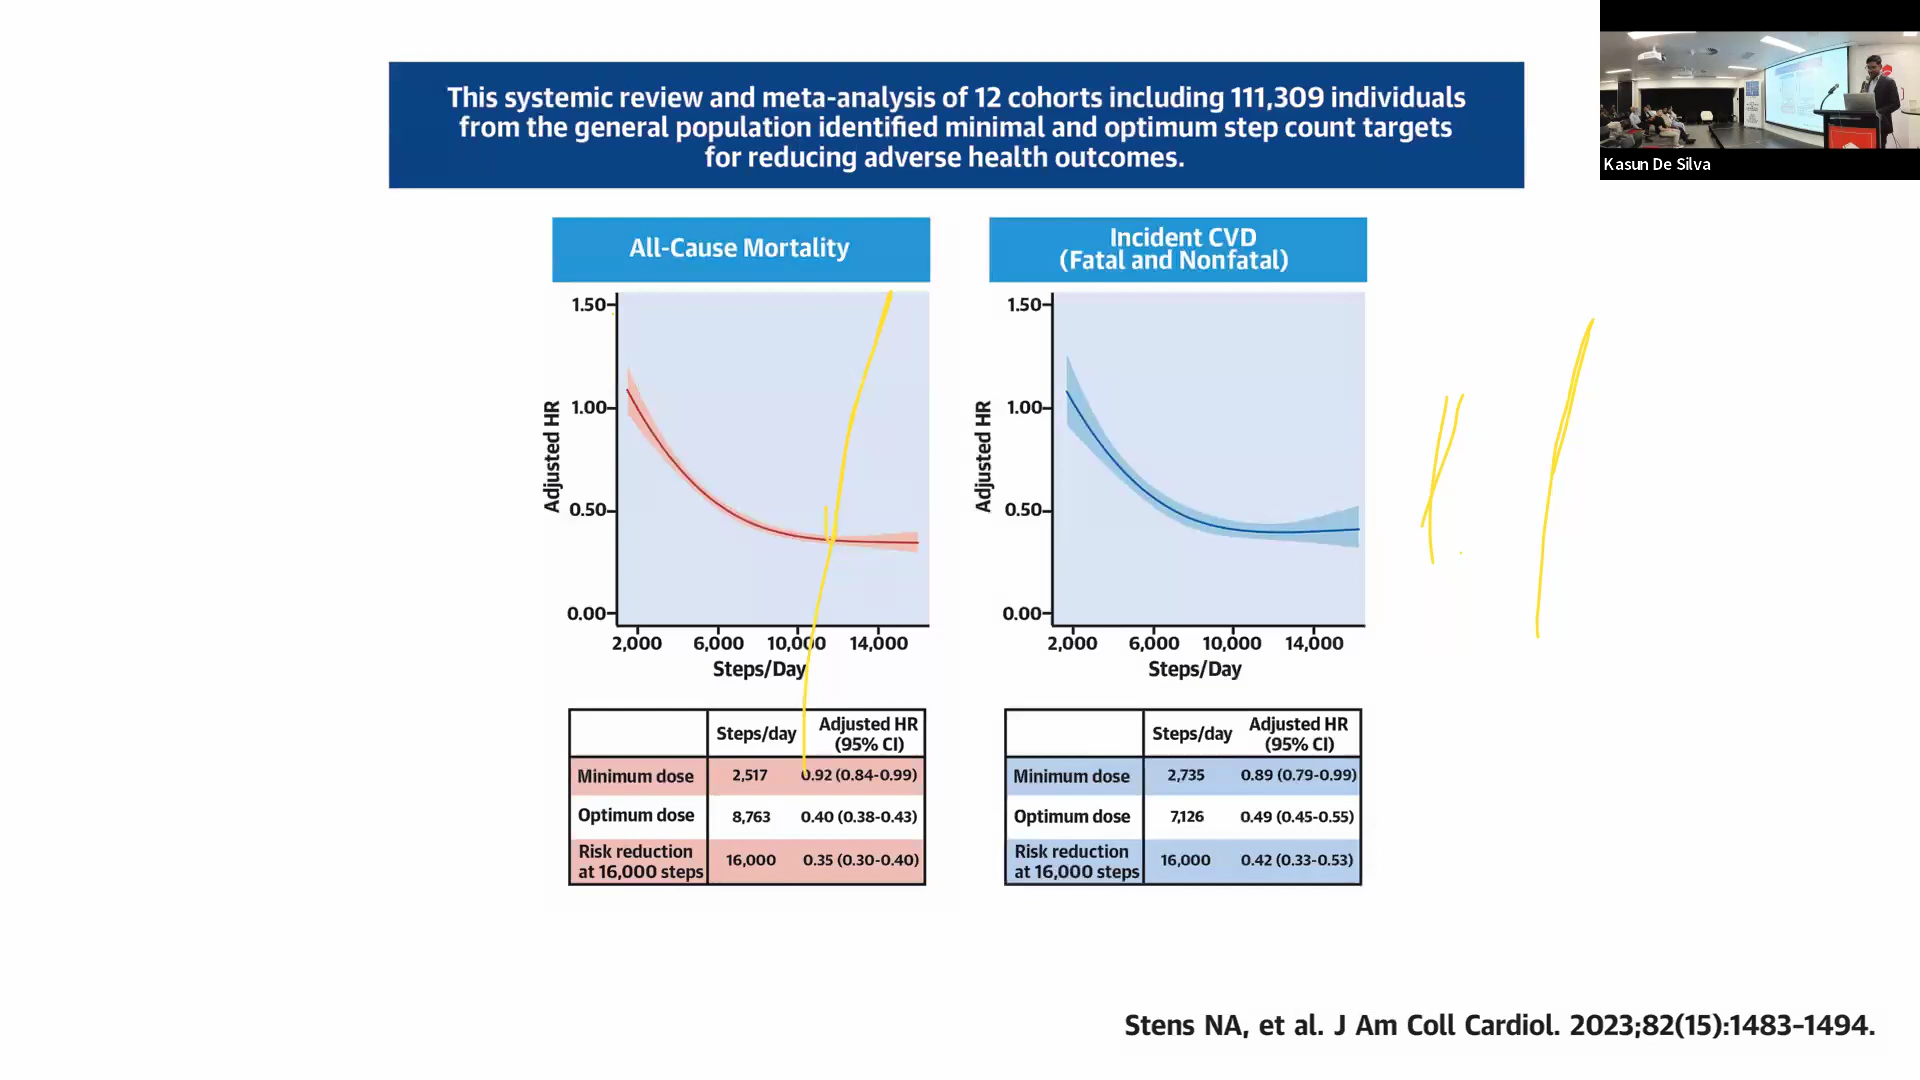 This systemic review and meta-analysis of 12 cohorts including 111,309 individuals
from the general population identified minimal and optimum step count targets
for reducing adverse health outcomes.
Kasun De Silva
All-Cause Mortality
1.50
1.00
0.50
0.00
Adjusted HR
2,000 6,000 10,000 14,000
Steps/Day
Steps/day Adjusted HR
(95% CI)
Minimum dose 2,517 0.92 (0.84-0.99)
Optimum dose 8,763 0.40 (0.38-0.43)
Risk reduction
at 16,000 steps 16,000 0.35 (0.30-0.40)
Incident CVD
(Fatal and Nonfatal)
1.50
1.00
0.50
0.00
Adjusted HR
2,000 6,000 10,000 14,000
Steps/Day
Steps/day Adjusted HR
(95% CI)
Minimum dose 2,735 0.89 (0.79-0.99)
Optimum dose 7,126 0.49 (0.45-0.55)
Risk reduction
at 16,000 steps 16,000 0.42 (0.33-0.53)
Stens NA, et al. J Am Coll Cardiol. 2023;82(15):1483-1494.